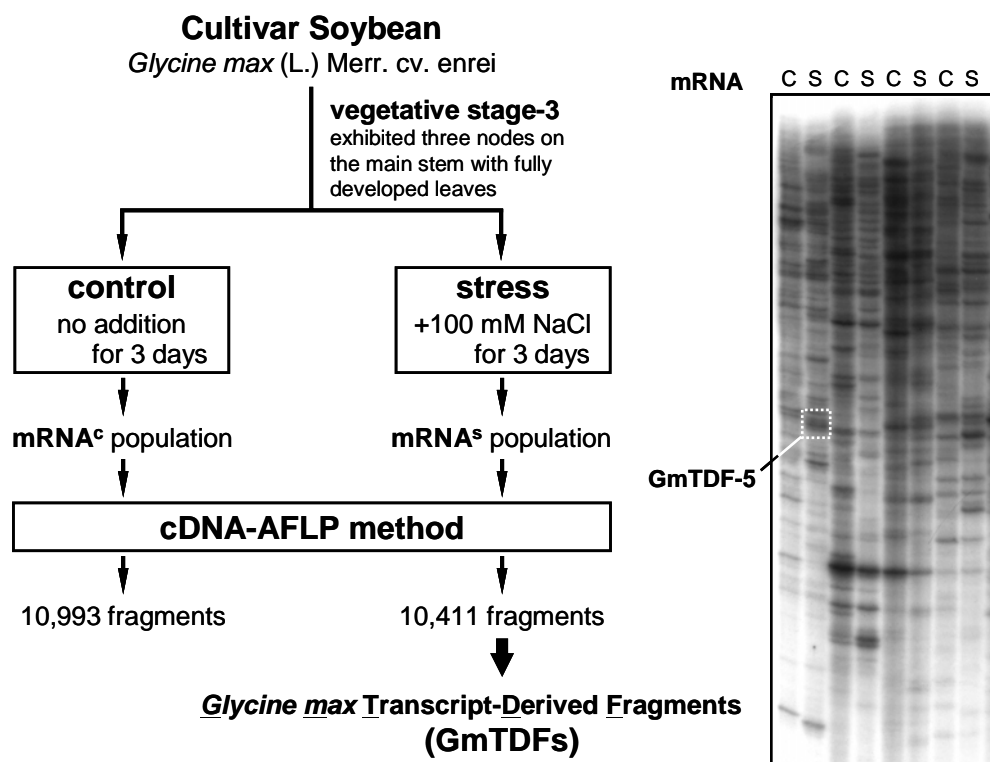 Cultivar Soybean
Glycine max (L.) Merr. cv. enrei
vegetative stage-3
exhibited three nodes on
the main stem with fully
developed leaves
control
no addition
for 3 days
stress
+100 mM NaCl
for 3 days
mRNAᶜ population
mRNAˢ population
cDNA-AFLP method
10,993 fragments
10,411 fragments
Glycine max Transcript-Derived Fragments
(GmTDFs)
mRNA C S C S C S C S
GmTDF-5